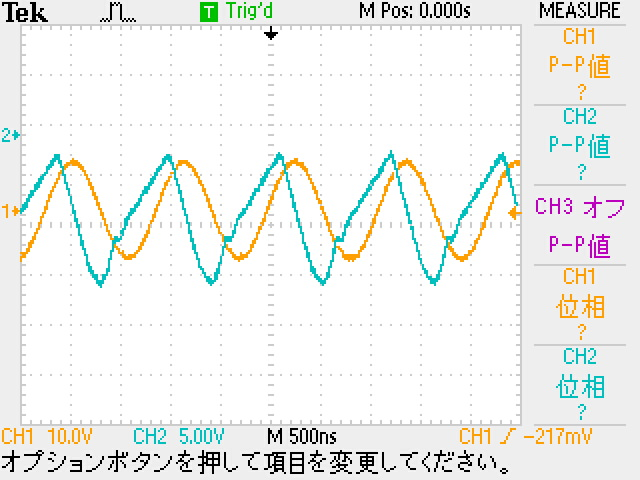 Tek T Trig'd M Pos: 0.000s MEASURE
CH1
P-P値
?
CH2
P-P値
?
CH3 オフ
P-P値
CH1
位相
?
CH2
位相
?
2
1
CH1 10.0V CH2 5.00V M 500ns CH1 -217mV
オプションボタンを押して項目を変更してください。